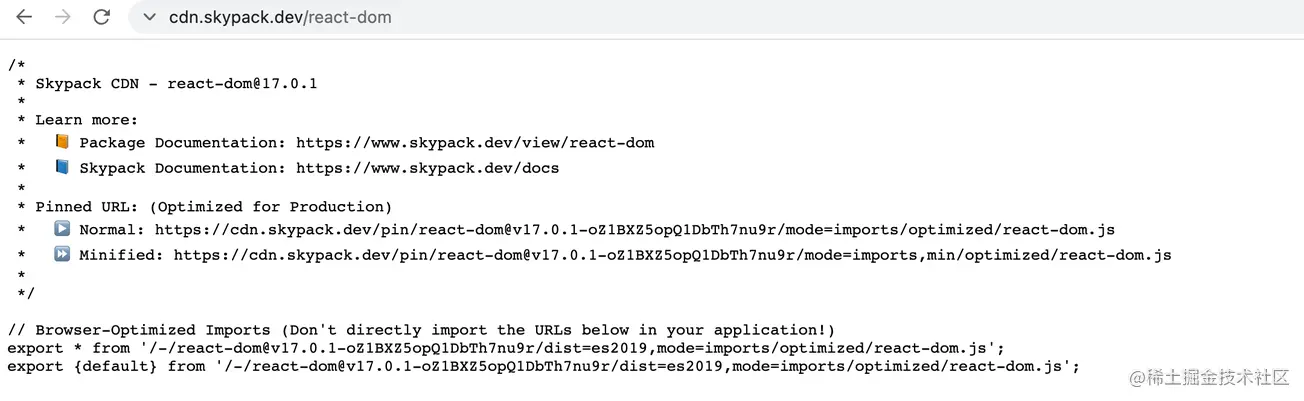 cdn.skypack.dev/react-dom
/*
 * Skypack CDN - react-dom@17.0.1
 *
 * Learn more:
 *   📙 Package Documentation: https://www.skypack.dev/view/react-dom
 *   📘 Skypack Documentation: https://www.skypack.dev/docs
 *
 * Pinned URL: (Optimized for Production)
 *   ▶️ Normal: https://cdn.skypack.dev/pin/react-dom@v17.0.1-oZ1BXZ5opQ1DbTh7nu9r/mode=imports/optimized/react-dom.js
 *   ⏩ Minified: https://cdn.skypack.dev/pin/react-dom@v17.0.1-oZ1BXZ5opQ1DbTh7nu9r/mode=imports,min/optimized/react-dom.js
 *
 */
// Browser-Optimized Imports (Don't directly import the URLs below in your application!)
export * from '/-/react-dom@v17.0.1-oZ1BXZ5opQ1DbTh7nu9r/dist=es2019,mode=imports/optimized/react-dom.js';
export {default} from '/-/react-dom@v17.0.1-oZ1BXZ5opQ1DbTh7nu9r/dist=es2019,mode=imports/optimized/react-dom.js';
@稀土掘金技术社区